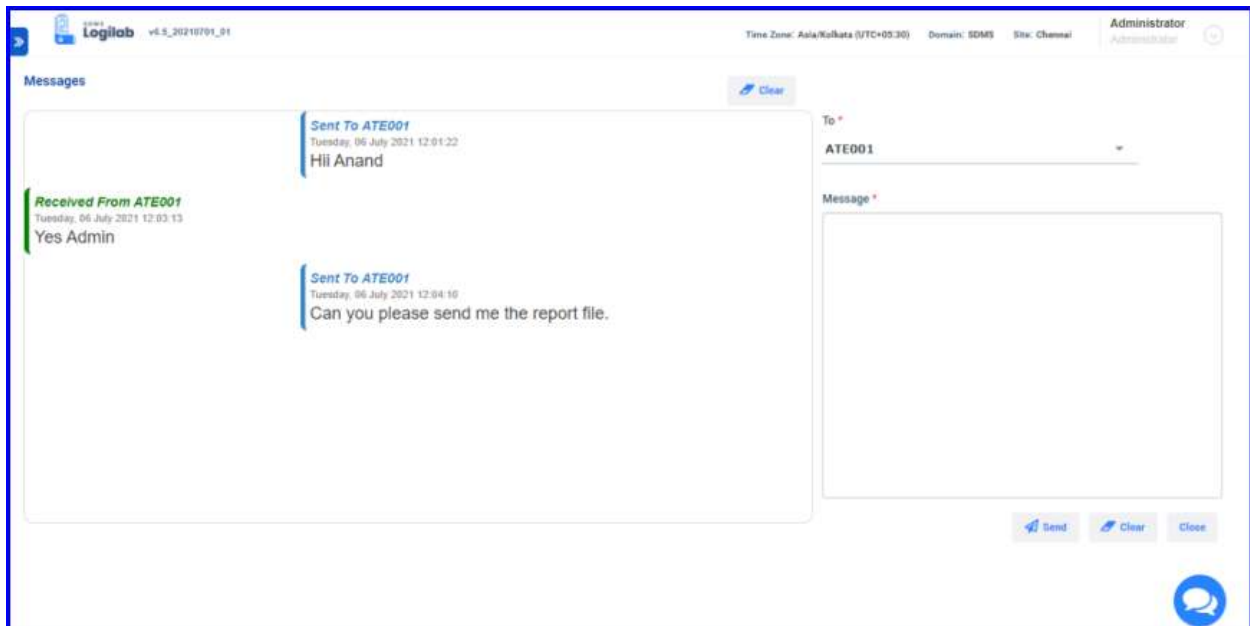 SDMS
Logilab v6.5_20210701_01
Time Zone: Asia/Kolkata (UTC+05:30) Domain: SDMS Site: Chennai
Administrator
Administrator
Messages
Clear
Sent To ATE001
Tuesday, 06 July 2021 12:01:22
Hii Anand
Received From ATE001
Tuesday, 06 July 2021 12:03:13
Yes Admin
Sent To ATE001
Tuesday, 06 July 2021 12:04:10
Can you please send me the report file.
To *
ATE001
Message *
Send Clear Close